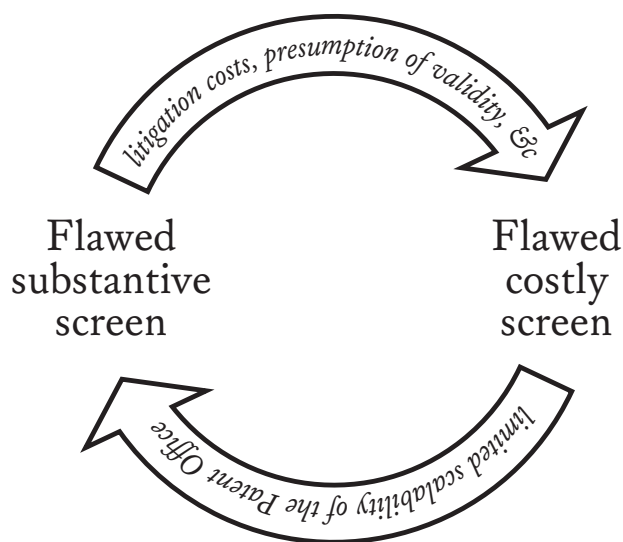 litigation costs, presumption of validity, &c
Flawed
substantive
screen
Flawed
costly
screen
limited scalability of the Patent Office